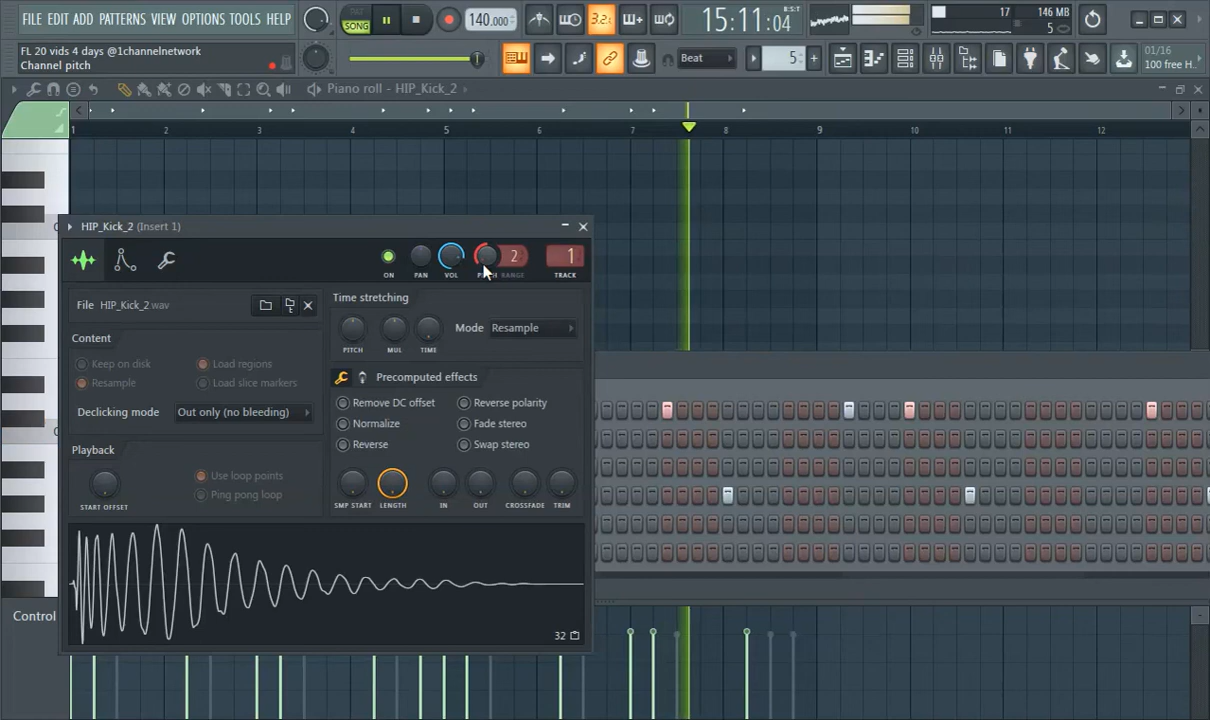 FILE EDIT ADD PATTERNS VIEW OPTIONS TOOLS HELP
PAT
SONG
140.000
3.2.
15:11:04
B:S:T
17
146 MB
5
FL 20 vids 4 days @1channelnetwork
Channel pitch
Beat
5
01/16
100 free H..
Piano roll - HIP_Kick_2
1
2
3
4
5
6
7
8
9
10
11
12
HIP_Kick_2 (Insert 1)
2
1
ON
PAN
VOL
PITCH
RANGE
TRACK
File HIP_Kick_2.wav
Time stretching
PITCH
MUL
TIME
Mode Resample
Content
Keep on disk
Load regions
Resample
Load slice markers
Declicking mode Out only (no bleeding)
Precomputed effects
Remove DC offset
Reverse polarity
Normalize
Fade stereo
Reverse
Swap stereo
Playback
Use loop points
Ping pong loop
START OFFSET
SMP START
LENGTH
IN
OUT
CROSSFADE
TRIM
32
Control